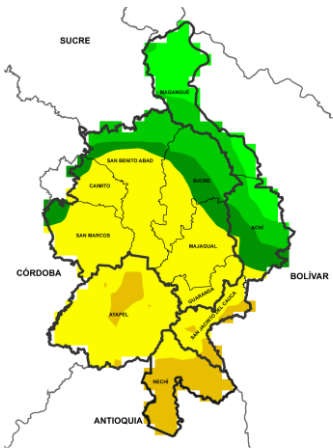 SUCRE
MAGANGUÉ
SAN BENITO ABAD
CAIMITO
SUCRE
ACHÍ
SAN MARCOS
MAJAGUAL
CÓRDOBA
BOLÍVAR
GUARANDA
SAN JACINTO DEL CAUCA
AYAPEL
NECHÍ
ANTIOQUIA